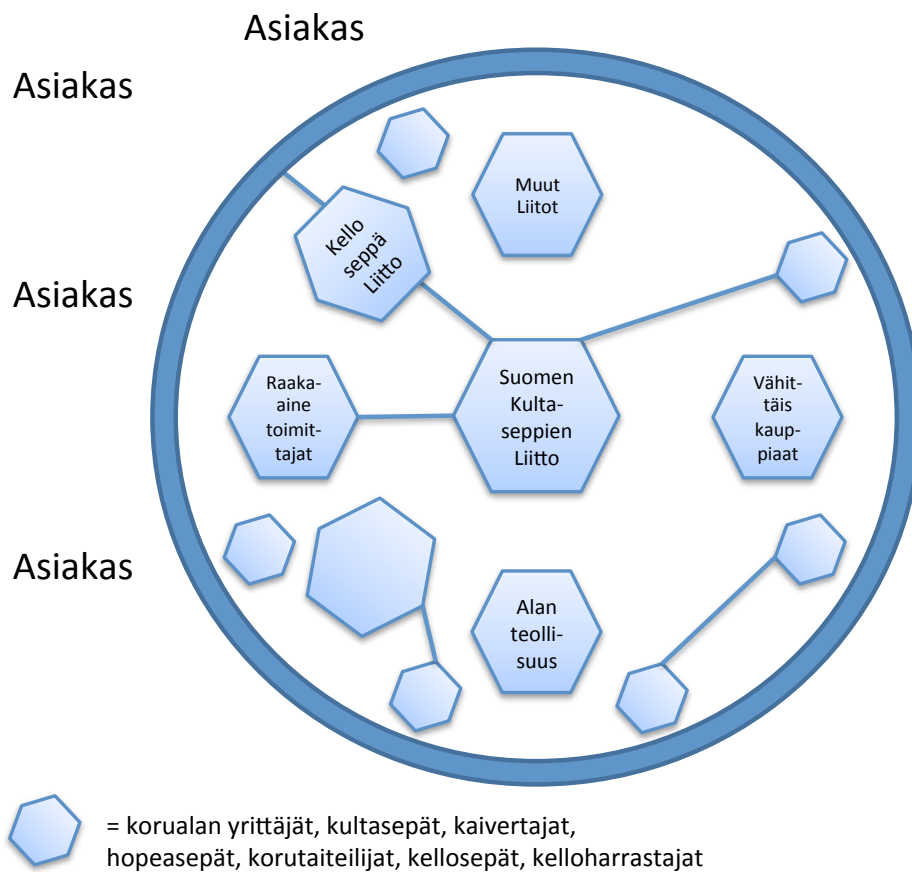 Asiakas
Asiakas
Muut
Liitot
Kello
seppä
Liitto
Asiakas
Raaka-
aine
toimit-
tajat
Suomen
Kulta-
seppien
Liitto
Vähit-
täis
kaup-
piaat
Asiakas
Alan
teolli-
suus
= korualan yrittäjät, kultasepät, kaivertajat,
hopeasepät, korutaiteilijat, kellosepät, kelloharrastajat